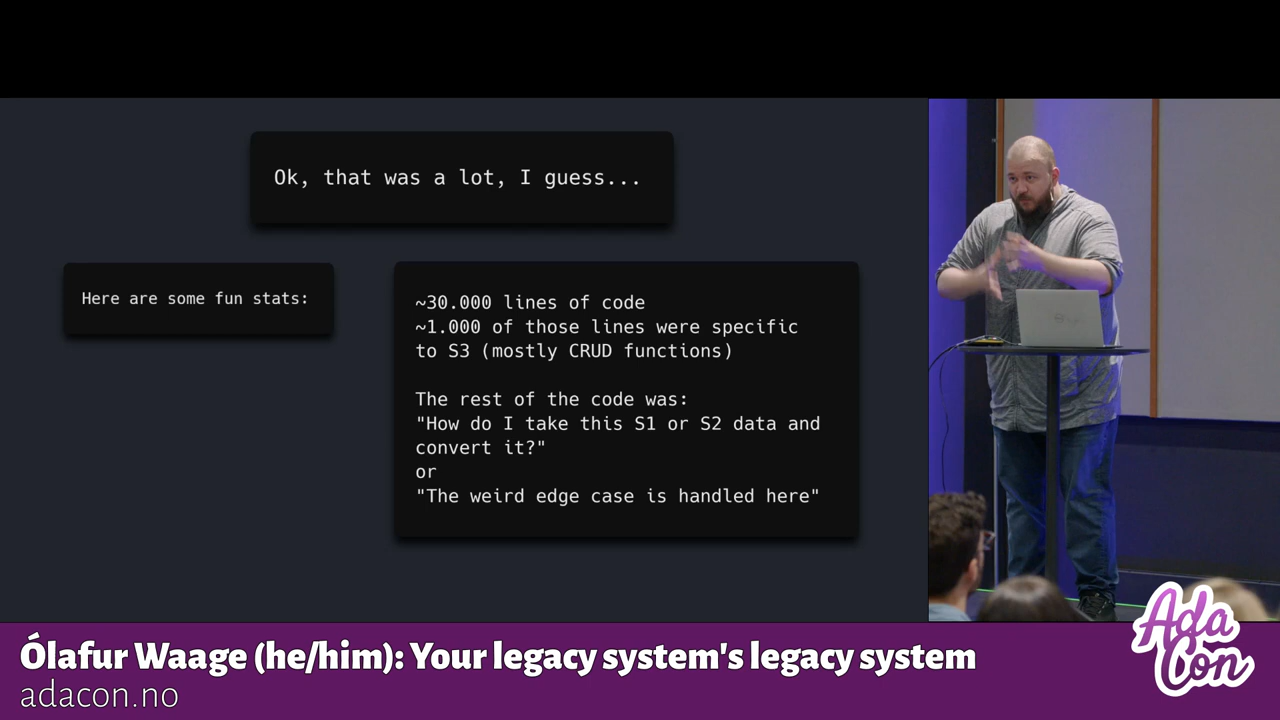 Ok, that was a lot, I guess...
Here are some fun stats:
~30.000 lines of code
~1.000 of those lines were specific
to S3 (mostly CRUD functions)
The rest of the code was:
"How do I take this S1 or S2 data and
convert it?"
or
"The weird edge case is handled here"
Ólafur Waage (he/him): Your legacy system's legacy system
adacon.no
Ada
Con